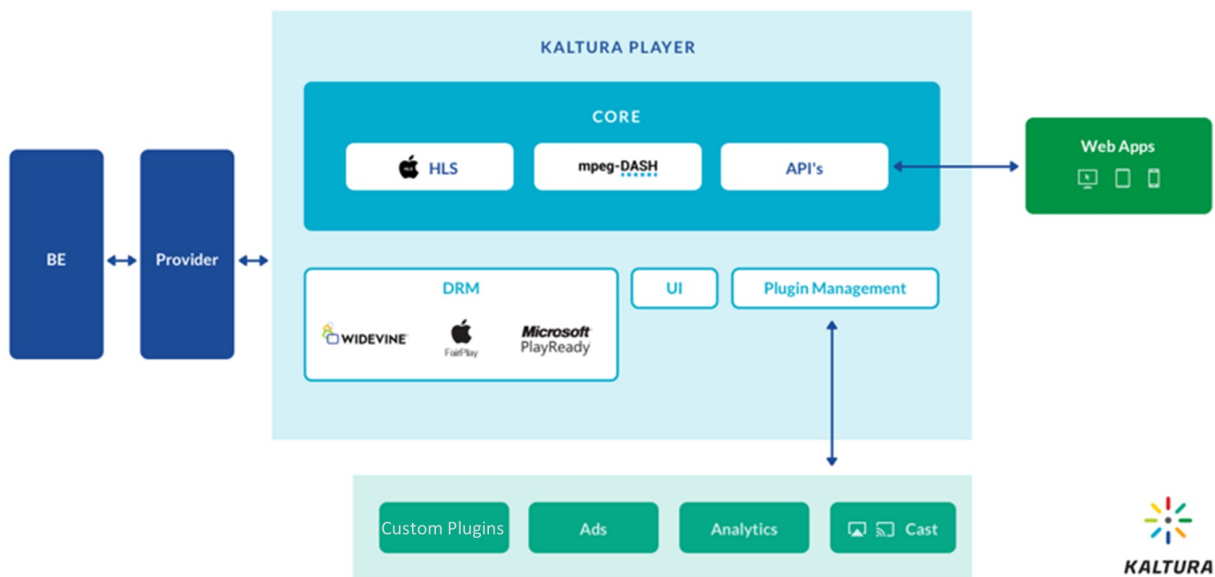 KALTURA PLAYER
CORE
HLS
mpeg-DASH
API's
Web Apps
BE
Provider
DRM
UI
Plugin Management
WIDEVINE
FairPlay
Microsoft
PlayReady
Custom Plugins
Ads
Analytics
Cast
KALTURA